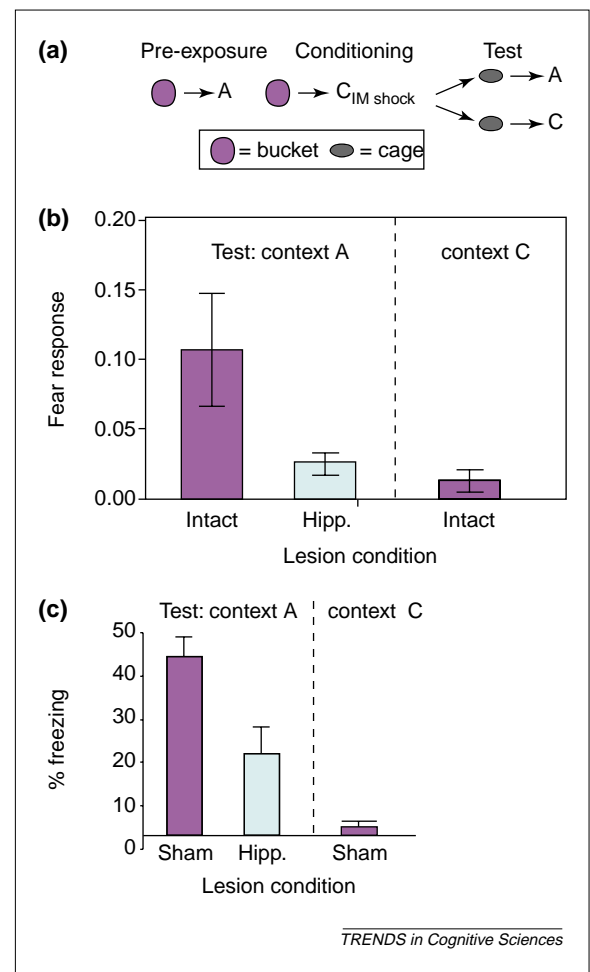 (a)
Pre-exposure Conditioning Test
→ A → C IM shock → A
→ C
= bucket = cage
(b)
0.20
0.15
0.10
0.05
0.00
Fear response
Test: context A context C
Intact Hipp. Intact
Lesion condition
(c)
Test: context A context C
50
40
30
20
10
0
% freezing
Sham Hipp. Sham
Lesion condition
TRENDS in Cognitive Sciences